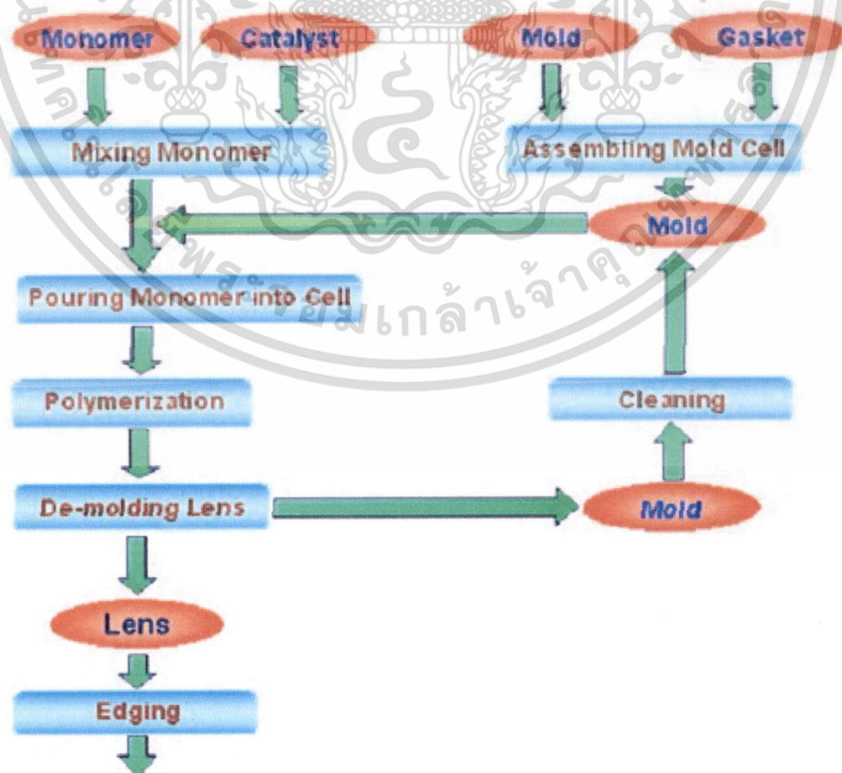 Monomer
Catalyst
Mold
Gasket
Mixing Monomer
Assembling Mold Cell
Mold
Pouring Monomer into Cell
Polymerization
Cleaning
De-molding Lens
Mold
Lens
Edging